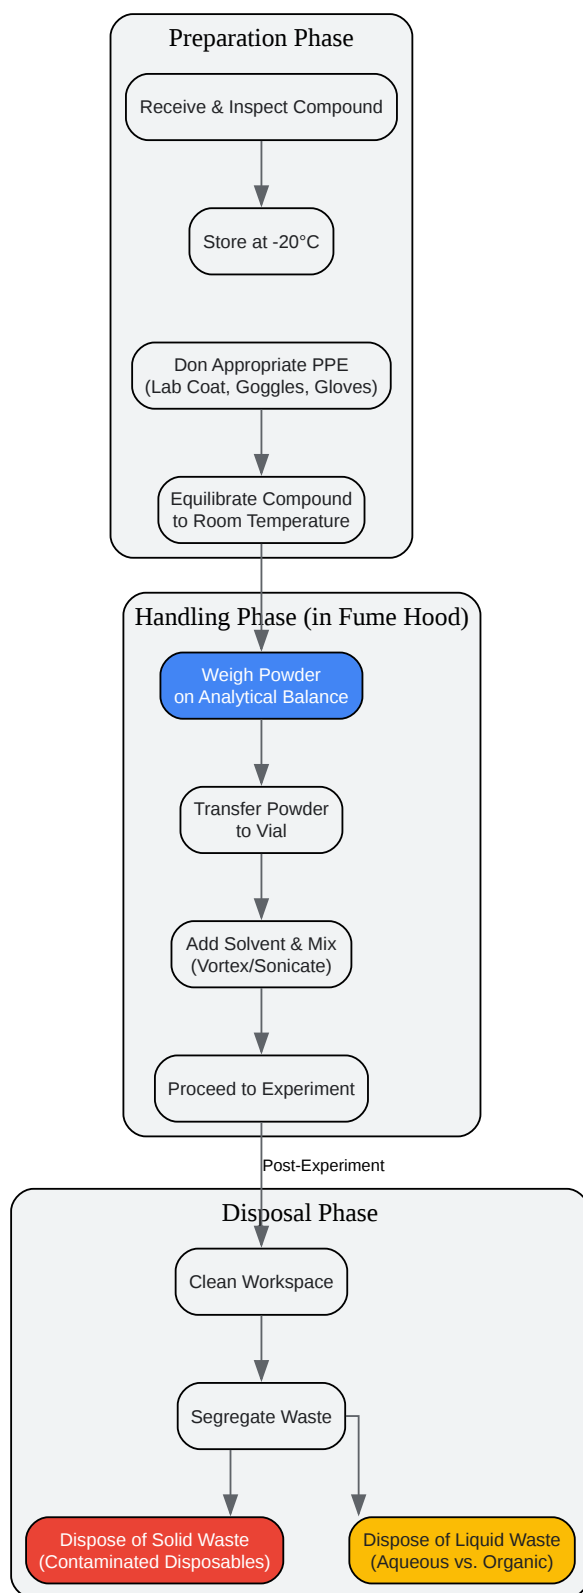 Preparation Phase
Receive & Inspect Compound
Store at -20°C
Don Appropriate PPE
(Lab Coat, Goggles, Gloves)
Equilibrate Compound
to Room Temperature
Handling Phase (in Fume Hood)
Weigh Powder
on Analytical Balance
Transfer Powder
to Vial
Add Solvent & Mix
(Vortex/Sonicate)
Proceed to Experiment
Post-Experiment
Disposal Phase
Clean Workspace
Segregate Waste
Dispose of Solid Waste
(Contaminated Disposables)
Dispose of Liquid Waste
(Aqueous vs. Organic)